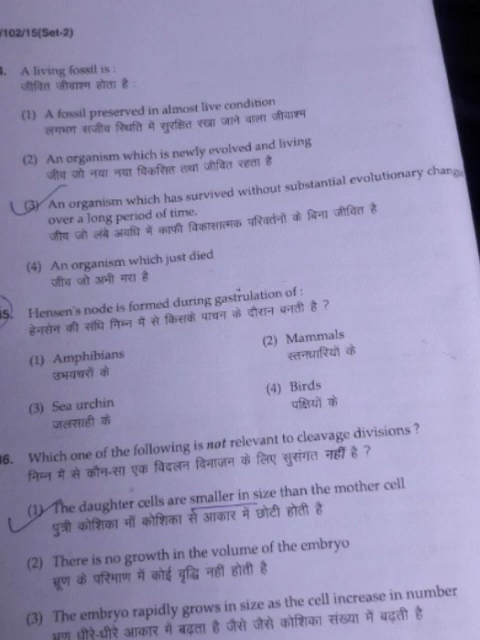 /102/15(Set-2)
A living fossil is :
जीवित जीवाश्म होता है :
(1) A fossil preserved in almost live condition
लगभग सजीव स्थिति में सुरक्षित रखा जाने वाला जीवाश्म
(2) An organism which is newly evolved and living
जीव जो नया नया विकसित तथा जीवित रहता है
(3) An organism which has survived without substantial evolutionary change
over a long period of time.
जीव जो लंबे अवधि में काफी विकासात्मक परिवर्तनों के बिना जीवित है
(4) An organism which just died
जीव जो अभी मरा है
5. Hensen's node is formed during gastrulation of :
हेनसेन की संधि निम्न में से किसके पाचन के दौरान बनती है ?
(1) Amphibians
उभयचरों के
(2) Mammals
स्तनधारियों के
(3) Sea urchin
जलसाही के
(4) Birds
पक्षियों के
6. Which one of the following is not relevant to cleavage divisions ?
निम्न में से कौन-सा एक विदलन विभाजन के लिए सुसंगत नहीं है ?
(1) The daughter cells are smaller in size than the mother cell
पुत्री कोशिका माँ कोशिका से आकार में छोटी होती है
(2) There is no growth in the volume of the embryo
भ्रूण के परिमाण में कोई वृद्धि नहीं होती है
(3) The embryo rapidly grows in size as the cell increase in number
भ्रूण धीरे-धीरे आकार में बढ़ता है जैसे जैसे कोशिका संख्या में बढ़ती है